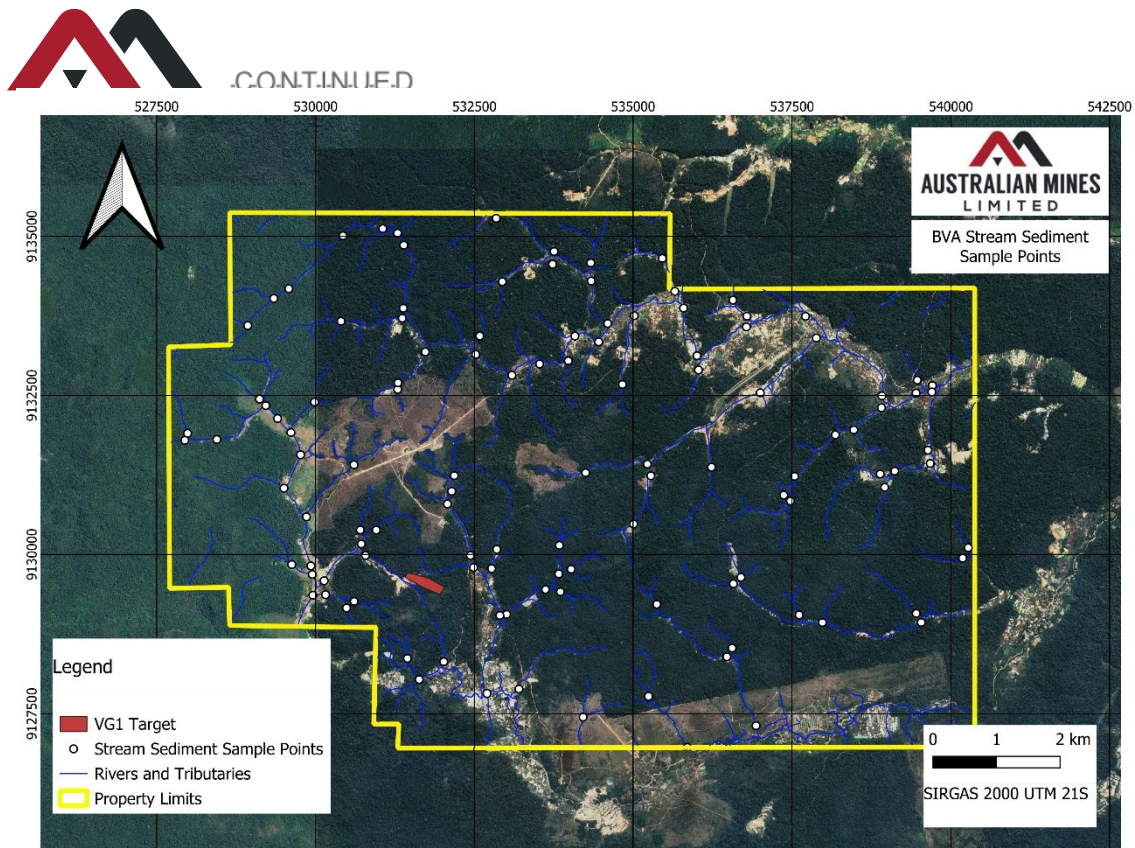 CONTINUED
527500 530000 532500 535000 537500 540000 542500
AUSTRALIAN MINES
LIMITED
BVA Stream Sediment
Sample Points
9135000
9132500
9130000
9127500
Legend
VG1 Target
Stream Sediment Sample Points
Rivers and Tributaries
Property Limits
0 1 2 km
SIRGAS 2000 UTM 21S